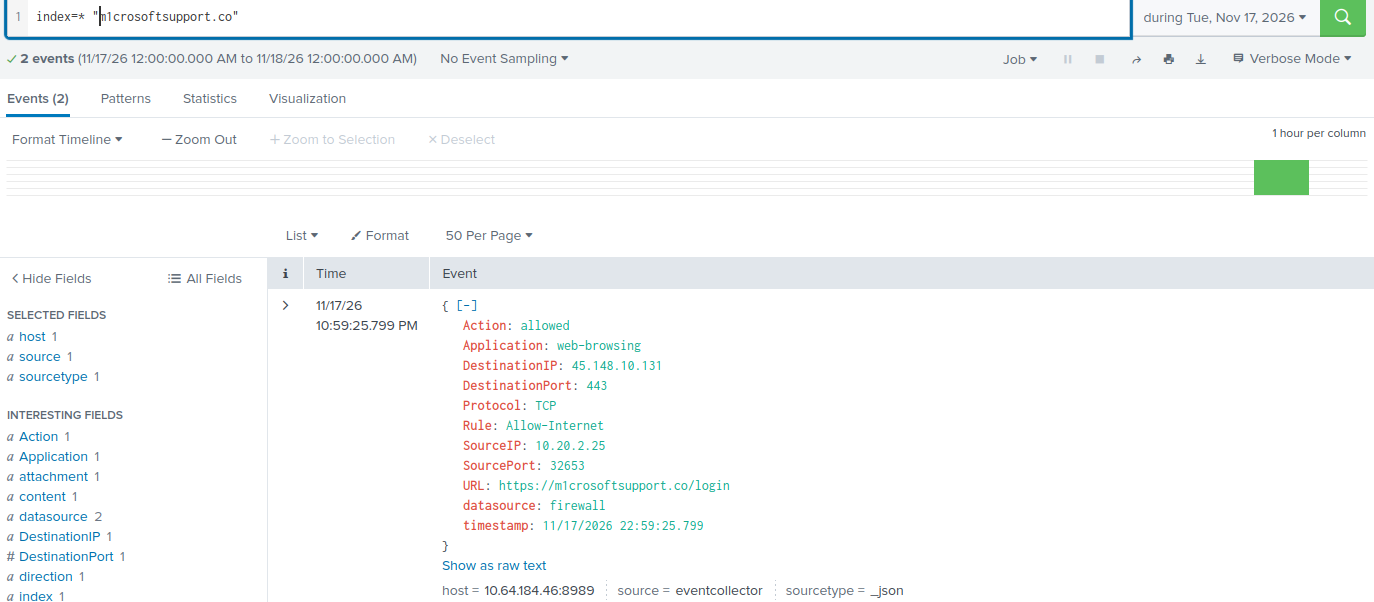 1 index=* "m1crosoftsupport.co" during Tue, Nov 17, 2026
2 events (11/17/26 12:00:00.000 AM to 11/18/26 12:00:00.000 AM) No Event Sampling Job Verbose Mode
Events (2) Patterns Statistics Visualization
Format Timeline — Zoom Out + Zoom to Selection × Deselect
1 hour per column
List Format 50 Per Page
< Hide Fields All Fields
i Time Event
SELECTED FIELDS
a host 1
a source 1
a sourcetype 1
INTERESTING FIELDS
a Action 1
a Application 1
a attachment 1
a content 1
a datasource 2
a DestinationIP 1
# DestinationPort 1
a direction 1
a index 1
> 11/17/26
10:59:25.799 PM
{ [-]
Action: allowed
Application: web-browsing
DestinationIP: 45.148.10.131
DestinationPort: 443
Protocol: TCP
Rule: Allow-Internet
SourceIP: 10.20.2.25
SourcePort: 32653
URL: https://m1crosoftsupport.co/login
datasource: firewall
timestamp: 11/17/2026 22:59:25.799
}
Show as raw text
host = 10.64.184.46:8989 source = eventcollector sourcetype = _json